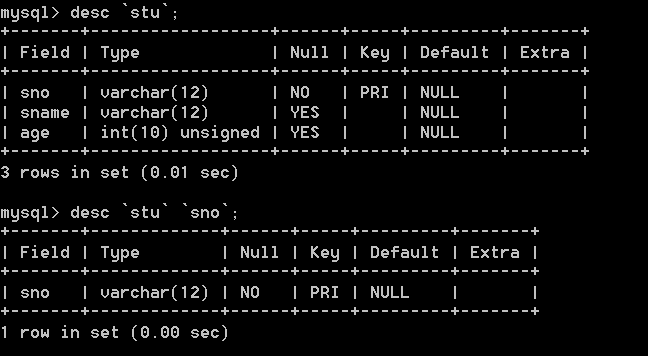 mysql> desc `stu`;
+-------+------------------+------+-----+---------+-------+
| Field | Type             | Null | Key | Default | Extra |
+-------+------------------+------+-----+---------+-------+
| sno   | varchar(12)      | NO   | PRI | NULL    |       |
| sname | varchar(12)      | YES  |     | NULL    |       |
| age   | int(10) unsigned | YES  |     | NULL    |       |
+-------+------------------+------+-----+---------+-------+
3 rows in set (0.01 sec)
mysql> desc `stu` `sno`;
+-------+-------------+------+-----+---------+-------+
| Field | Type        | Null | Key | Default | Extra |
+-------+-------------+------+-----+---------+-------+
| sno   | varchar(12) | NO   | PRI | NULL    |       |
+-------+-------------+------+-----+---------+-------+
1 row in set (0.00 sec)